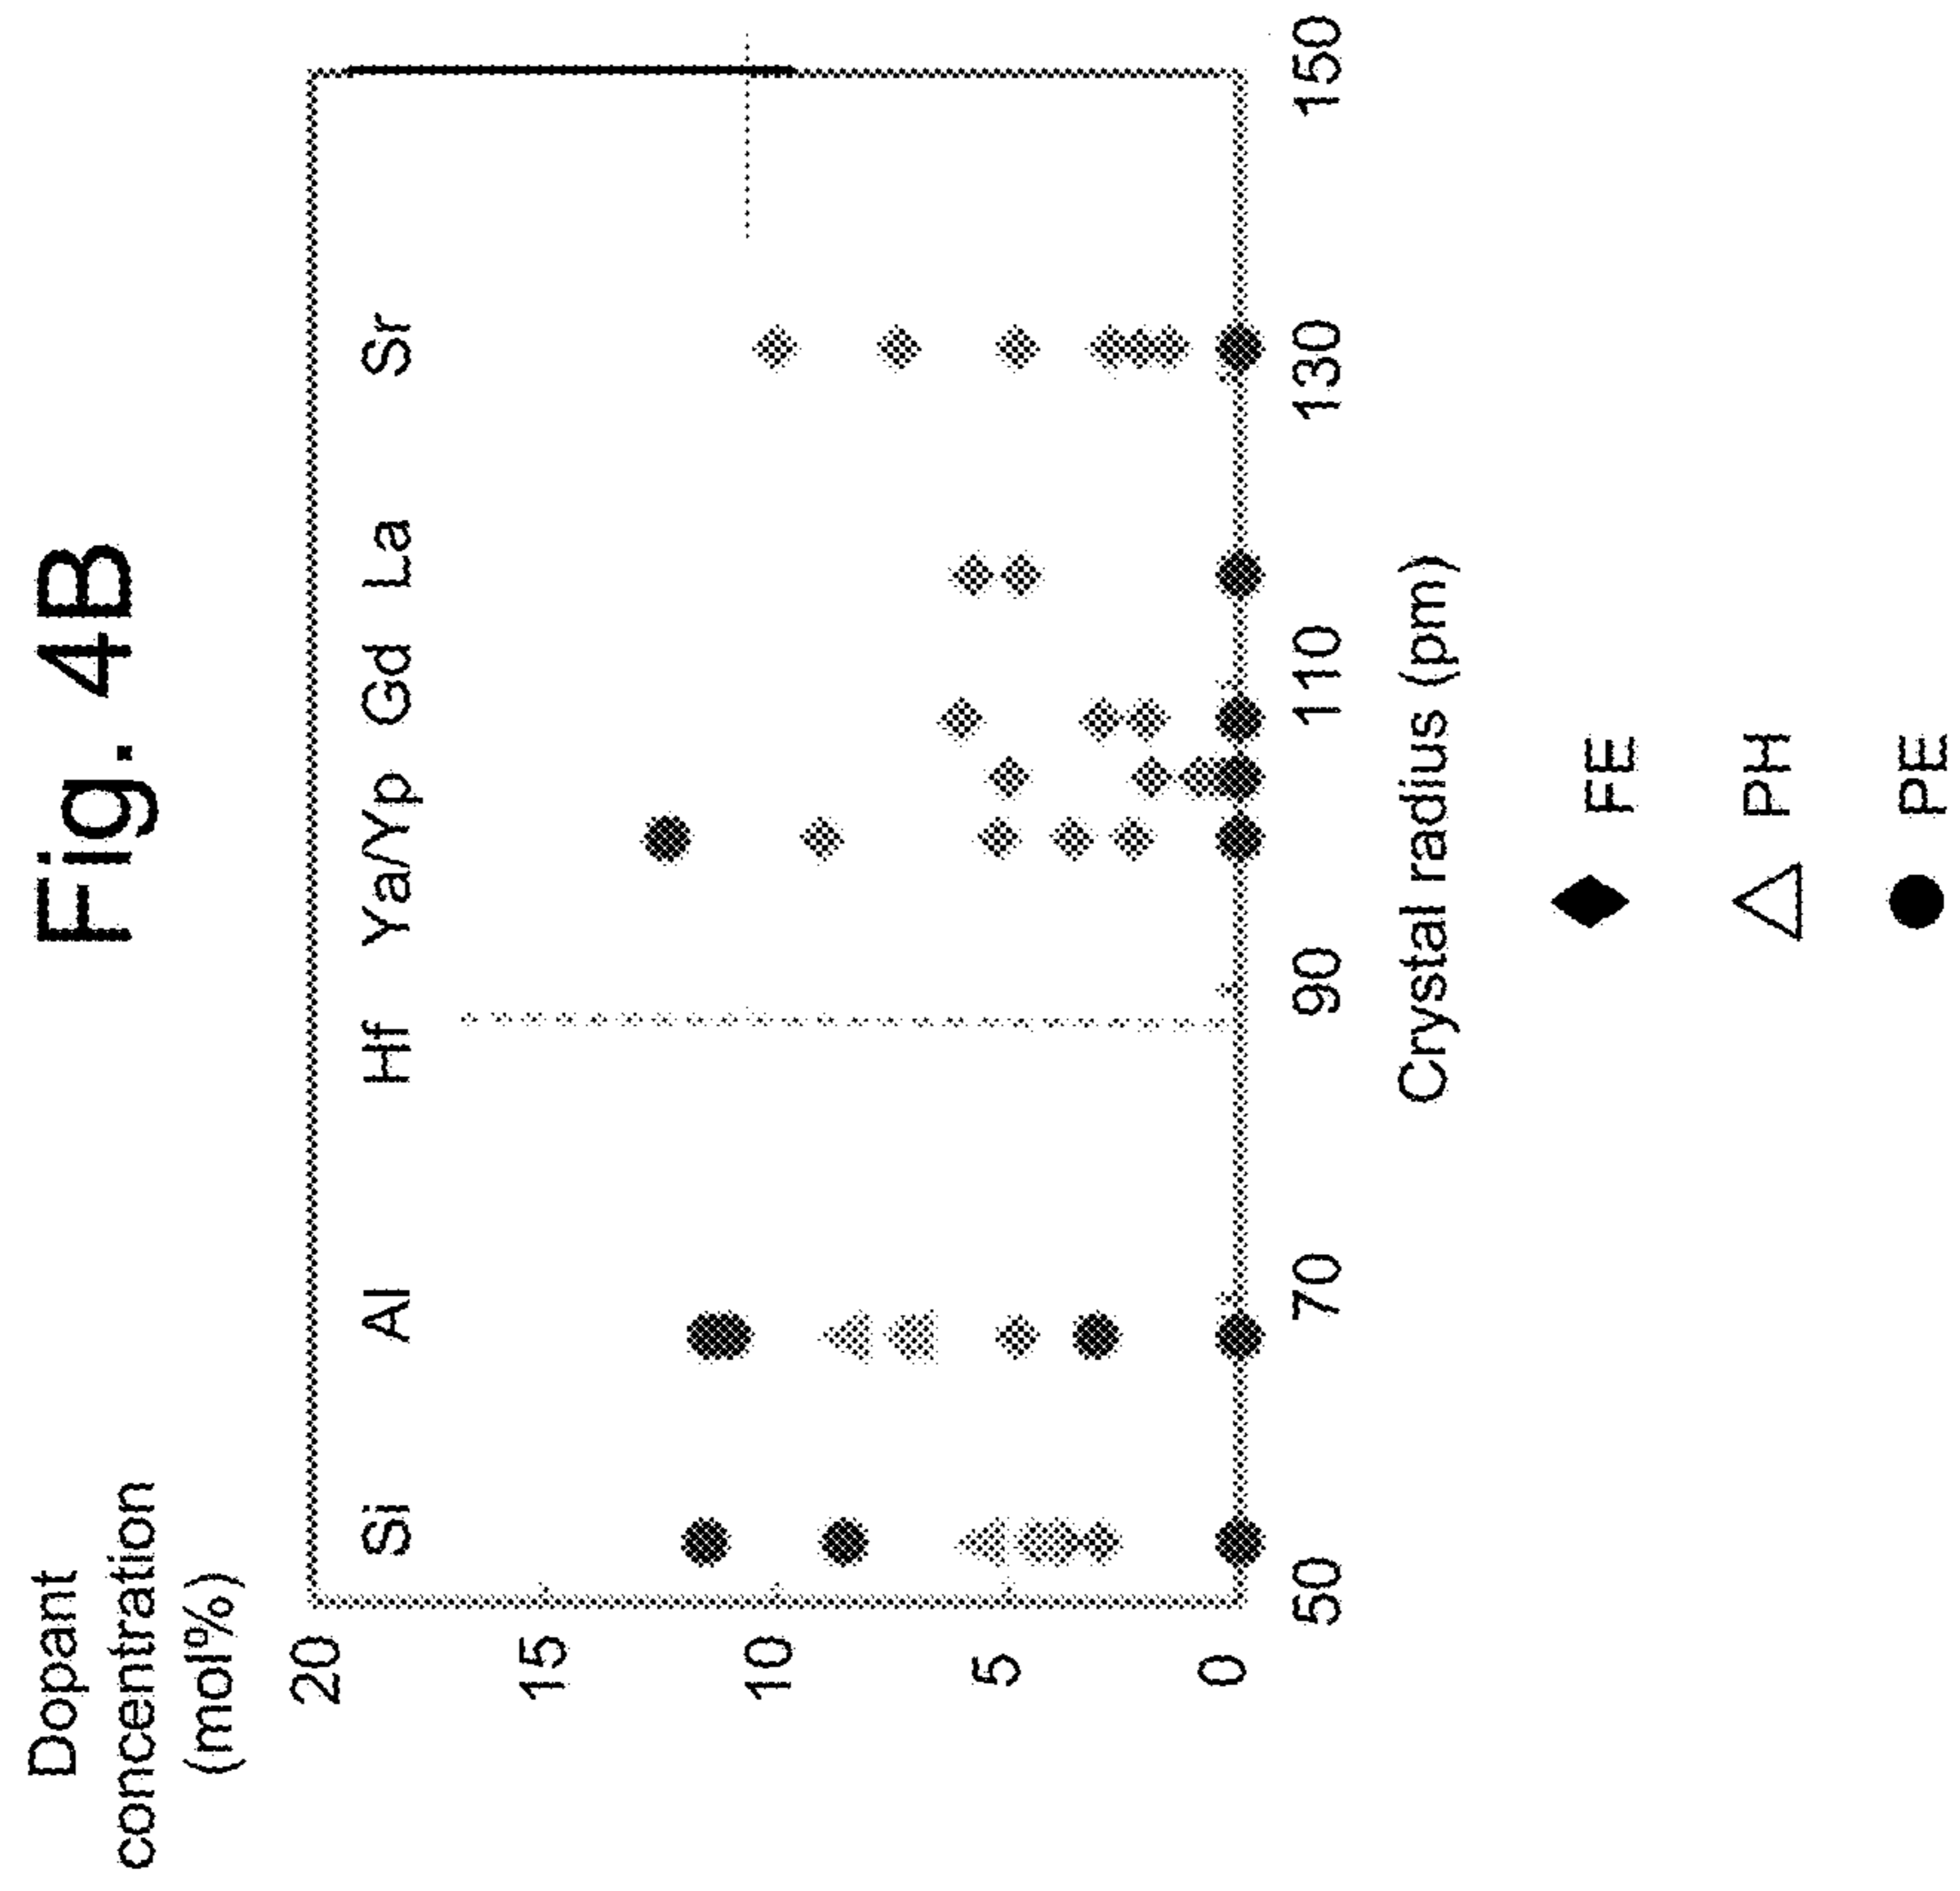 Fig. 4B
Dopant
concentration
(mol%)
Si Al Hf Ya/Yp Gd La Sr
20
15
10
5
0
50 70 90 110 130 150
Crystal radius (pm)
FE
PH
PE